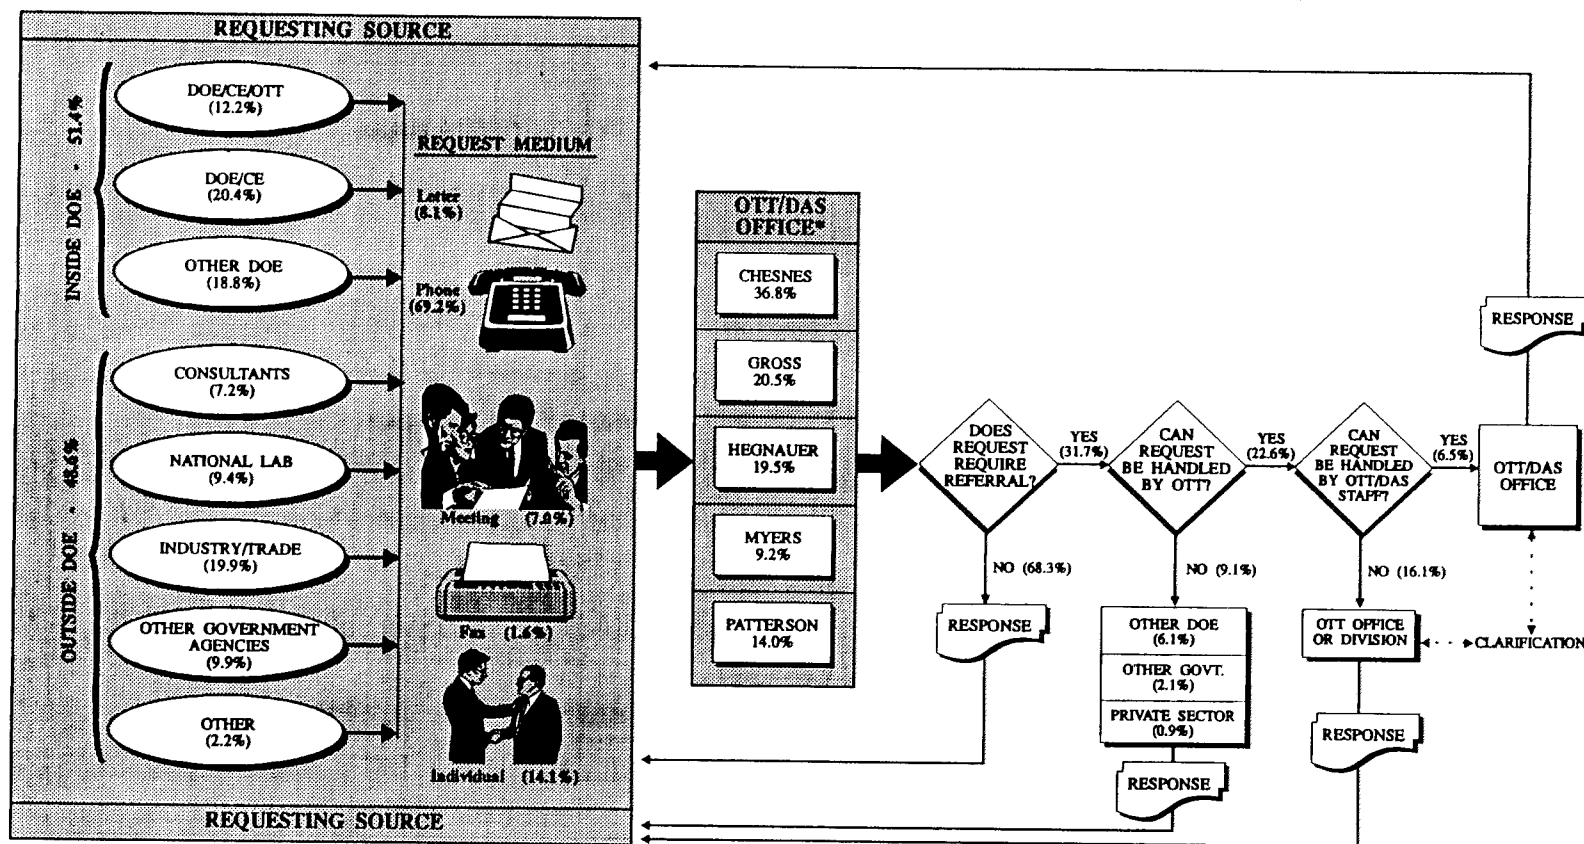 REQUESTING SOURCE
INSIDE DOE - 51.4%
DOE/CE/OTT
(12.2%)
DOE/CE
(20.4%)
OTHER DOE
(18.8%)
OUTSIDE DOE - 48.6%
CONSULTANTS
(7.2%)
NATIONAL LAB
(9.4%)
INDUSTRY/TRADE
(19.9%)
OTHER GOVERNMENT
AGENCIES
(9.9%)
OTHER
(2.2%)
REQUEST MEDIUM
Letter
(8.1%)
Phone
(69.2%)
Meeting (7.0%)
Fax (1.6%)
Individual (14.1%)
REQUESTING SOURCE
OTT/DAS
OFFICE*
CHESNES
36.8%
GROSS
20.5%
HEGNAUER
19.5%
MYERS
9.2%
PATTERSON
14.0%
DOES
REQUEST
REQUIRE
REFERRAL?
YES
(31.7%)
NO (68.3%)
RESPONSE
CAN
REQUEST
BE HANDLED
BY OTT?
YES
(22.6%)
NO (9.1%)
OTHER DOE
(6.1%)
OTHER GOVT.
(2.1%)
PRIVATE SECTOR
(0.9%)
RESPONSE
CAN
REQUEST
BE HANDLED
BY OTT/DAS
STAFF?
YES
(6.5%)
NO (16.1%)
OTT OFFICE
OR DIVISION
CLARIFICATION
RESPONSE
OTT/DAS
OFFICE
RESPONSE